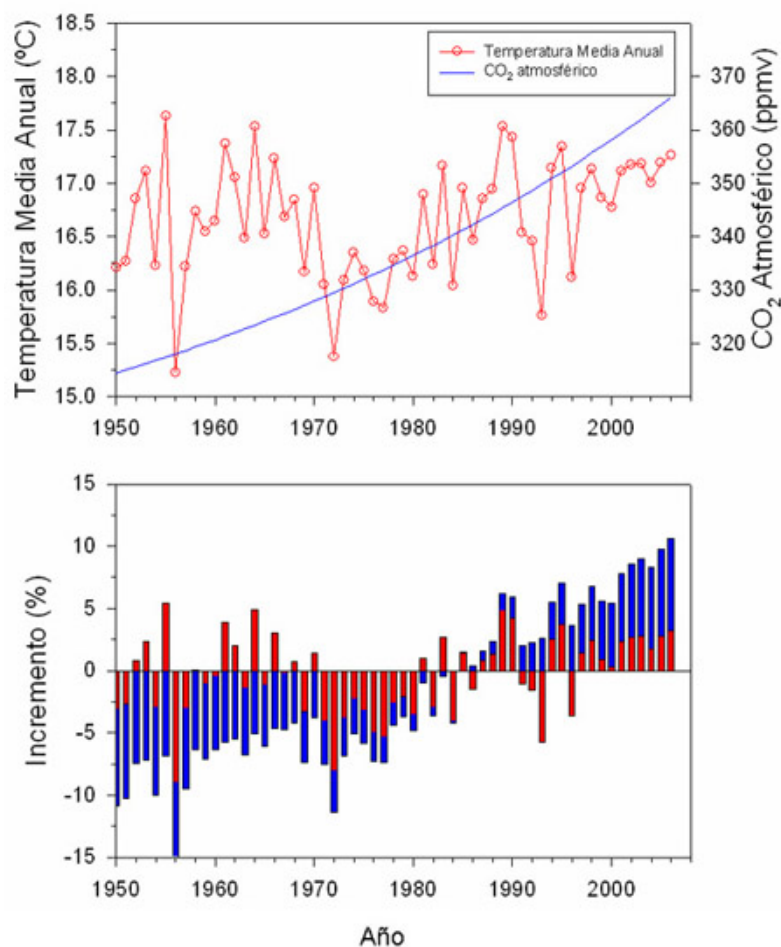 18.5
18.0
17.5
17.0
16.5
16.0
15.5
15.0
Temperatura Media Anual (ºC)
Temperatura Media Anual
CO2 atmosférico
370
360
350
340
330
320
CO2 Atmosférico (ppmv)
1950 1960 1970 1980 1990 2000
15
10
5
0
-5
-10
-15
Incremento (%)
1950 1960 1970 1980 1990 2000
Año